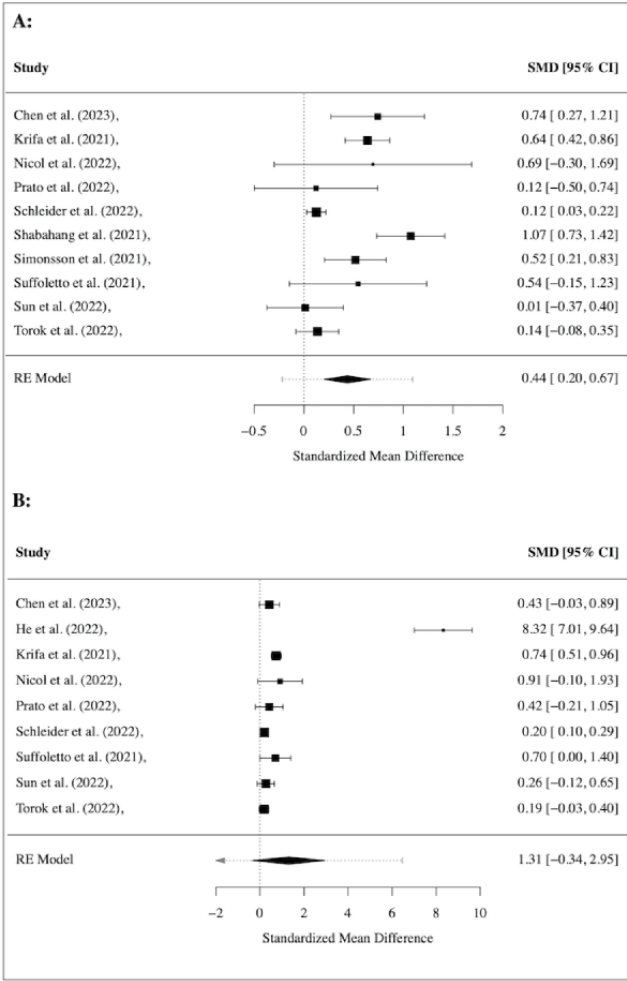 A:
Study SMD [95% CI]
Chen et al. (2023), 0.74 [ 0.27, 1.21]
Krifa et al. (2021), 0.64 [ 0.42, 0.86]
Nicol et al. (2022), 0.69 [−0.30, 1.69]
Prato et al. (2022), 0.12 [−0.50, 0.74]
Schleider et al. (2022), 0.12 [ 0.03, 0.22]
Shabahang et al. (2021), 1.07 [ 0.73, 1.42]
Simonsson et al. (2021), 0.52 [ 0.21, 0.83]
Suffoletto et al. (2021), 0.54 [−0.15, 1.23]
Sun et al. (2022), 0.01 [−0.37, 0.40]
Torok et al. (2022), 0.14 [−0.08, 0.35]
RE Model 0.44 [ 0.20, 0.67]
−0.5 0 0.5 1 1.5 2
Standardized Mean Difference
B:
Study SMD [95% CI]
Chen et al. (2023), 0.43 [−0.03, 0.89]
He et al. (2022), 8.32 [ 7.01, 9.64]
Krifa et al. (2021), 0.74 [ 0.51, 0.96]
Nicol et al. (2022), 0.91 [−0.10, 1.93]
Prato et al. (2022), 0.42 [−0.21, 1.05]
Schleider et al. (2022), 0.20 [ 0.10, 0.29]
Suffoletto et al. (2021), 0.70 [ 0.00, 1.40]
Sun et al. (2022), 0.26 [−0.12, 0.65]
Torok et al. (2022), 0.19 [−0.03, 0.40]
RE Model 1.31 [−0.34, 2.95]
−2 0 2 4 6 8 10
Standardized Mean Difference